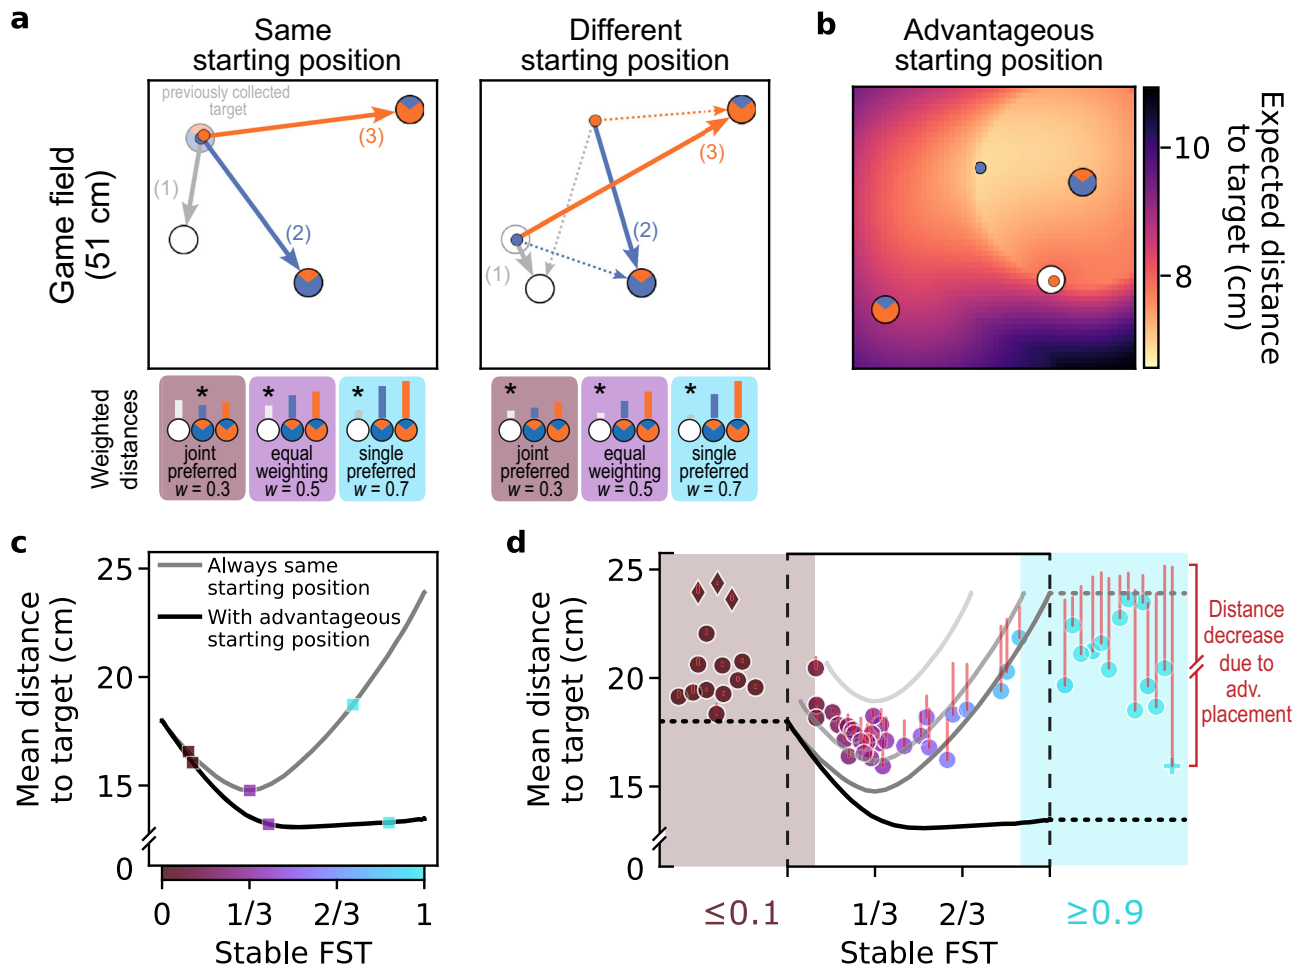 a
Same
starting position
Different
starting position
b
Advantageous
starting position
Game field
(51 cm)
previously collected
target
(1)
(2)
(3)
(1)
(2)
(3)
10
8
Expected distance
to target (cm)
Weighted
distances
*
joint
preferred
w = 0.3
*
equal
weighting
w = 0.5
*
single
preferred
w = 0.7
*
joint
preferred
w = 0.3
*
equal
weighting
w = 0.5
*
single
preferred
w = 0.7
c
Mean distance
to target (cm)
25
20
15
0
Always same
starting position
With advantageous
starting position
0
1/3
2/3
1
Stable FST
d
Mean distance
to target (cm)
25
20
15
0
≤0.1
1/3
2/3
≥0.9
Stable FST
Distance
decrease
due to
adv.
placement